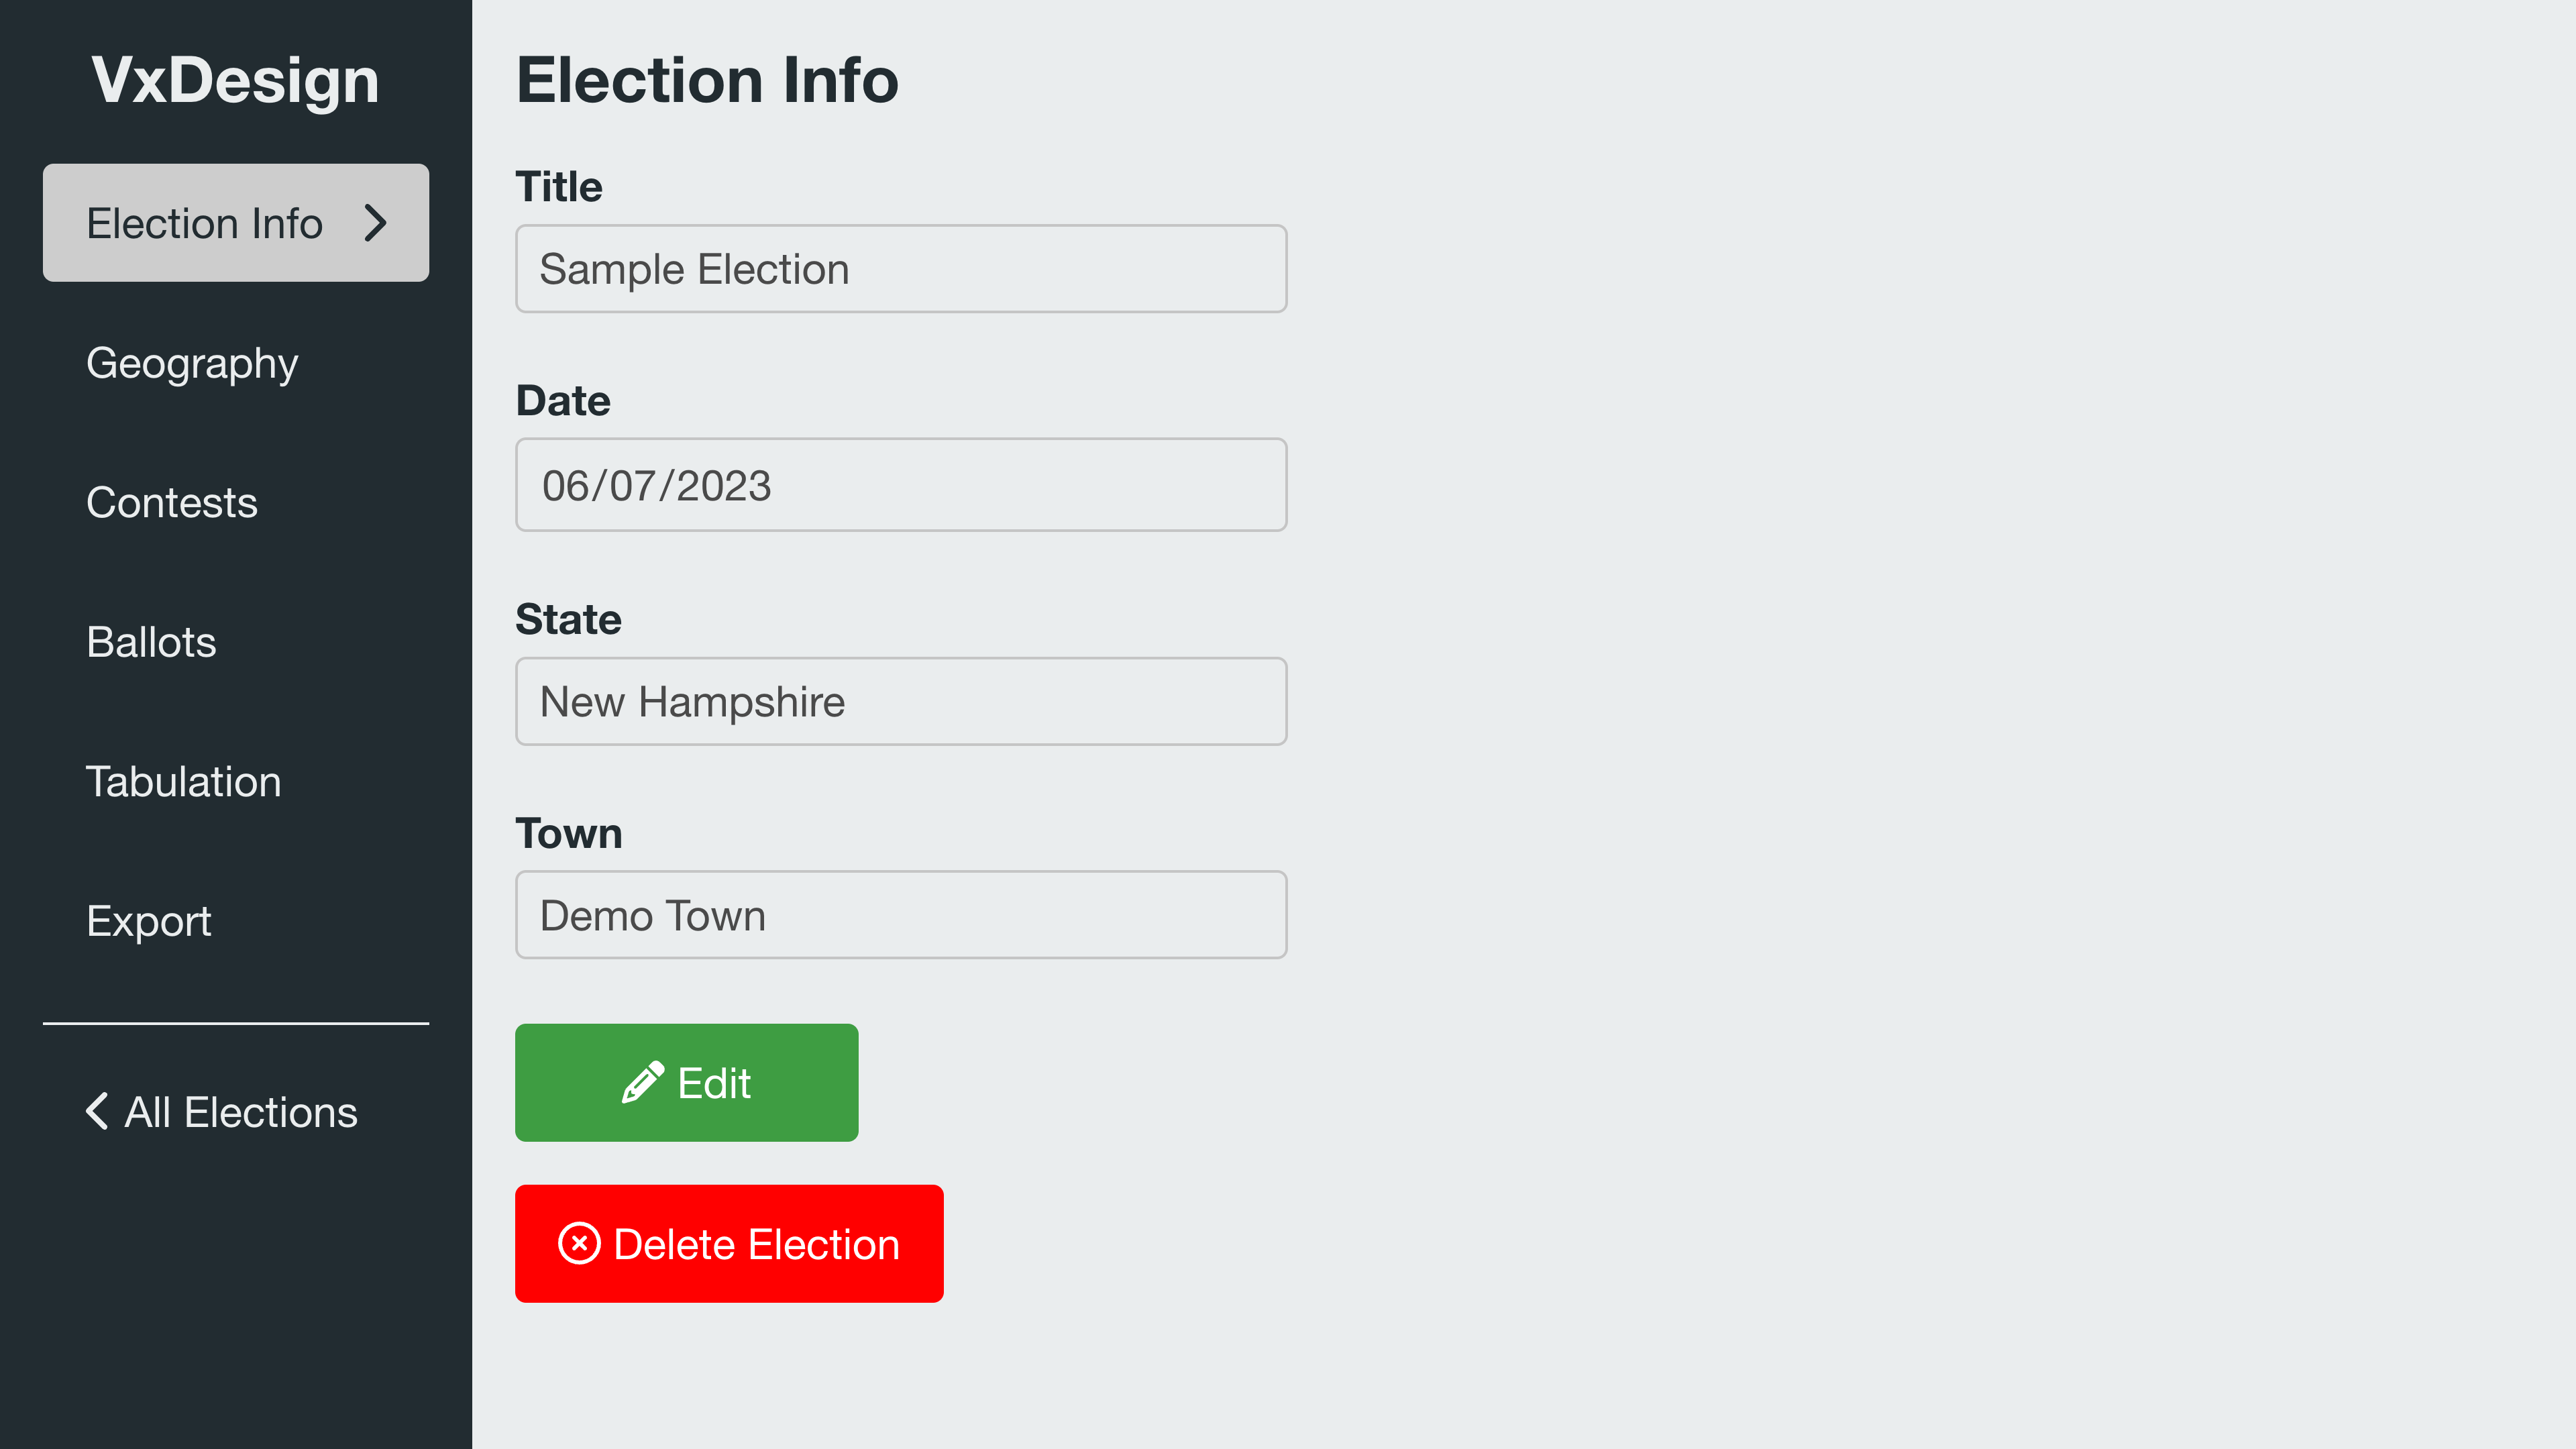 VxDesign
Election Info
Geography
Contests
Ballots
Tabulation
Export
All Elections
Election Info
Title
Sample Election
Date
06/07/2023
State
New Hampshire
Town
Demo Town
Edit
Delete Election